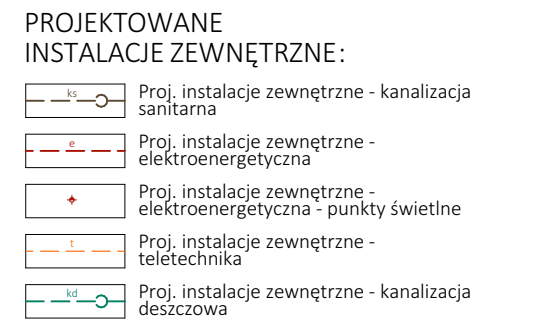 PROJEKTOWANE
INSTALACJE ZEWNĘTRZNE:
ks
Proj. instalacje zewnętrzne - kanalizacja
sanitarna
e
Proj. instalacje zewnętrzne -
elektroenergetyczna
Proj. instalacje zewnętrzne -
elektroenergetyczna - punkty świetlne
t
Proj. instalacje zewnętrzne -
teletechnika
kd
Proj. instalacje zewnętrzne - kanalizacja
deszczowa